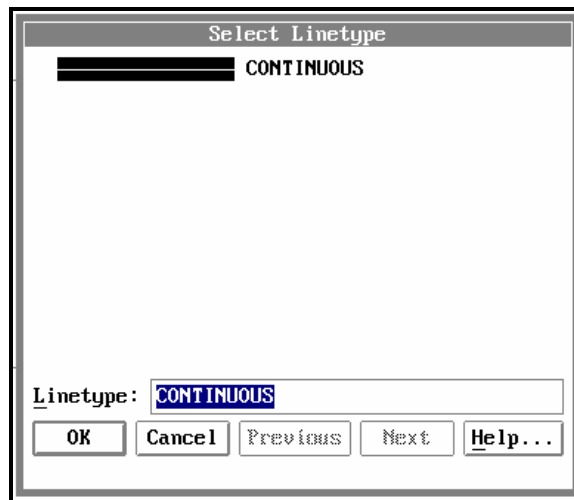 Select Linetype
CONTINUOUS
Linetype: CONTINUOUS
OK Cancel Previous Next Help...